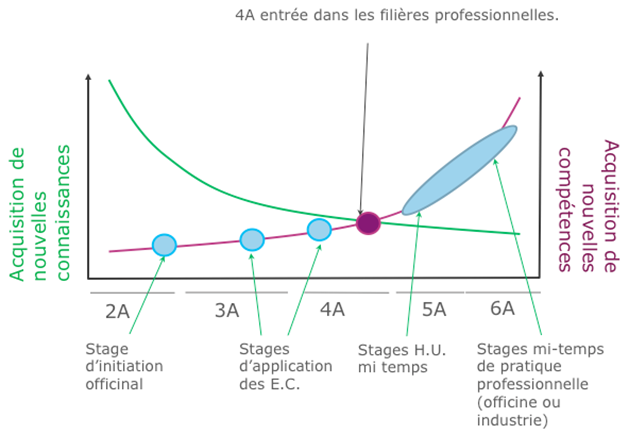 4A entrée dans les filières professionnelles.
Acquisition de
nouvelles
connaissances
Acquisition de
nouvelles
compétences
2A
3A
4A
5A
6A
Stage
d’initiation
officinal
Stages
d’application
des E.C.
Stages H.U.
mi temps
Stages mi-temps
de pratique
professionnelle
(officine ou
industrie)